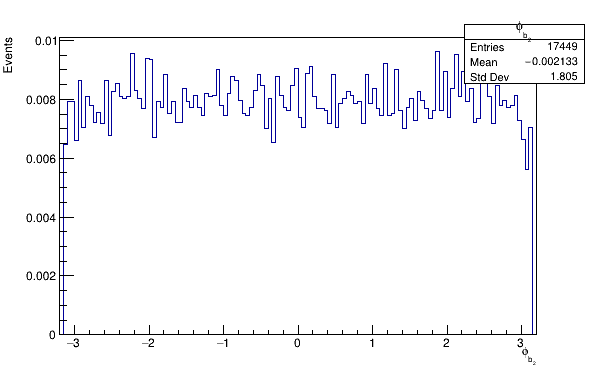 ϕ_b₂
Entries 17449
Mean −0.002133
Std Dev 1.805
Events
0.01
0.008
0.006
0.004
0.002
0
−3 −2 −1 0 1 2 3
ϕ_b₂